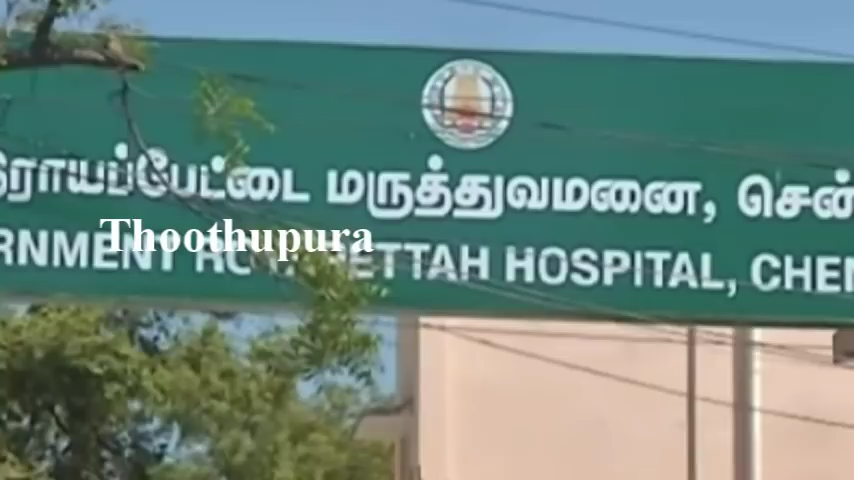 ராயப்பேட்டை மருத்துவமனை, சென்
Thoothupura
RNMENT HOSPITAL, CHEN